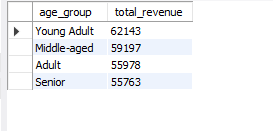 age_group total_revenue
Young Adult 62143
Middle-aged 59197
Adult 55978
Senior 55763